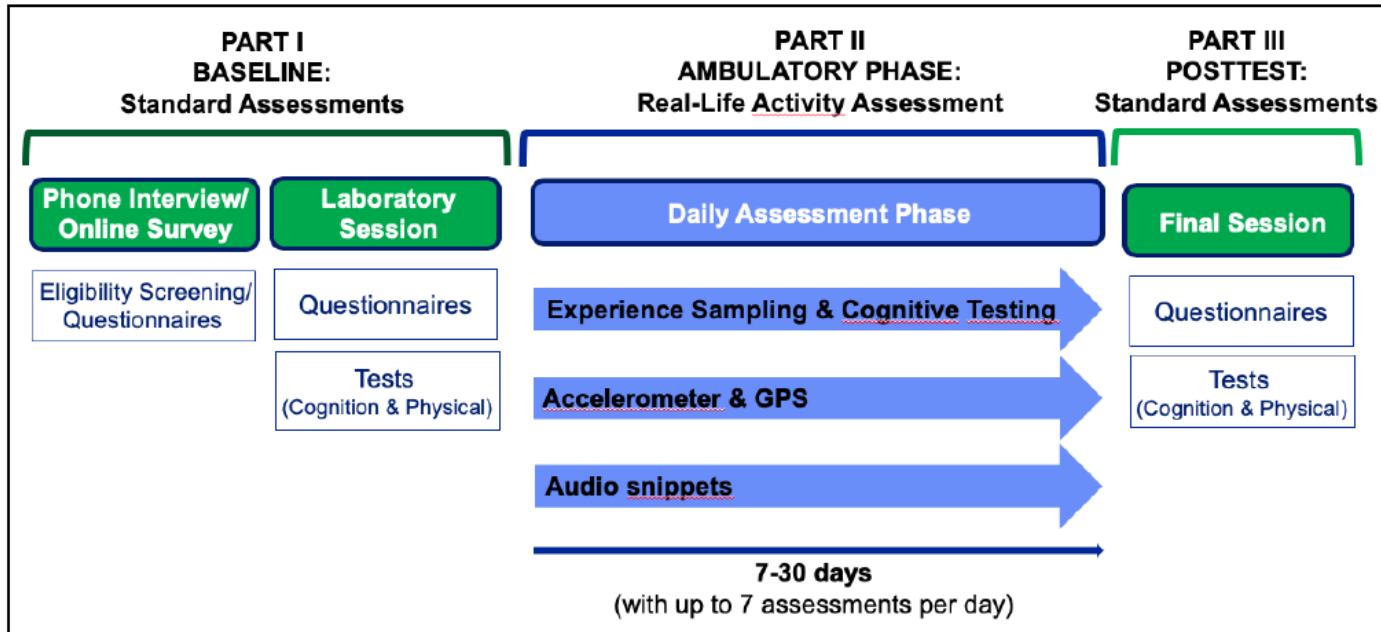 PART I
BASELINE:
Standard Assessments
PART II
AMBULATORY PHASE:
Real-Life Activity Assessment
PART III
POSTTEST:
Standard Assessments
Phone Interview/
Online Survey
Laboratory
Session
Daily Assessment Phase
Final Session
Eligibility Screening/
Questionnaires
Questionnaires
Tests
(Cognition & Physical)
Experience Sampling & Cognitive Testing
Accelerometer & GPS
Audio snippets
Questionnaires
Tests
(Cognition & Physical)
7-30 days
(with up to 7 assessments per day)